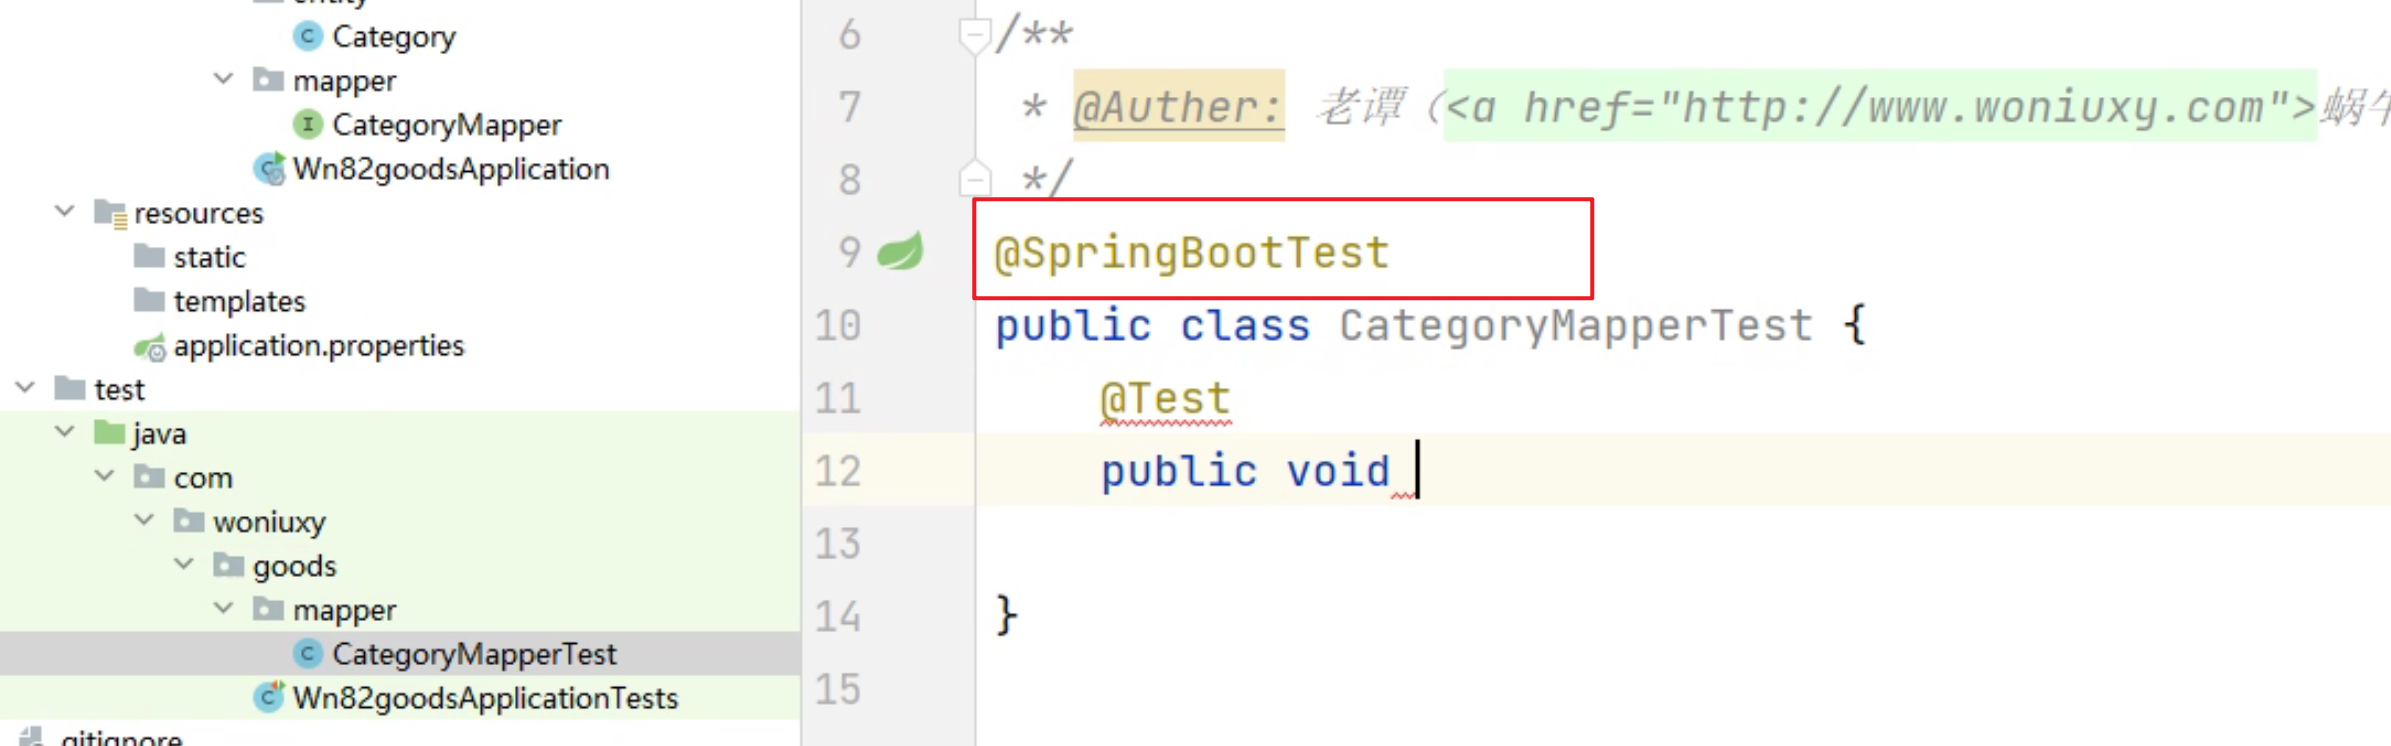 Category
mapper
CategoryMapper
Wn82goodsApplication
resources
static
templates
application.properties
test
java
com
woniuxy
goods
mapper
CategoryMapperTest
Wn82goodsApplicationTests
.gitignore
6 /**
7 * @Auther: 老谭（<a href="http://www.woniuxy.com">蜗牛
8 */
9 @SpringBootTest
10 public class CategoryMapperTest {
11 @Test
12 public void
13
14 }
15